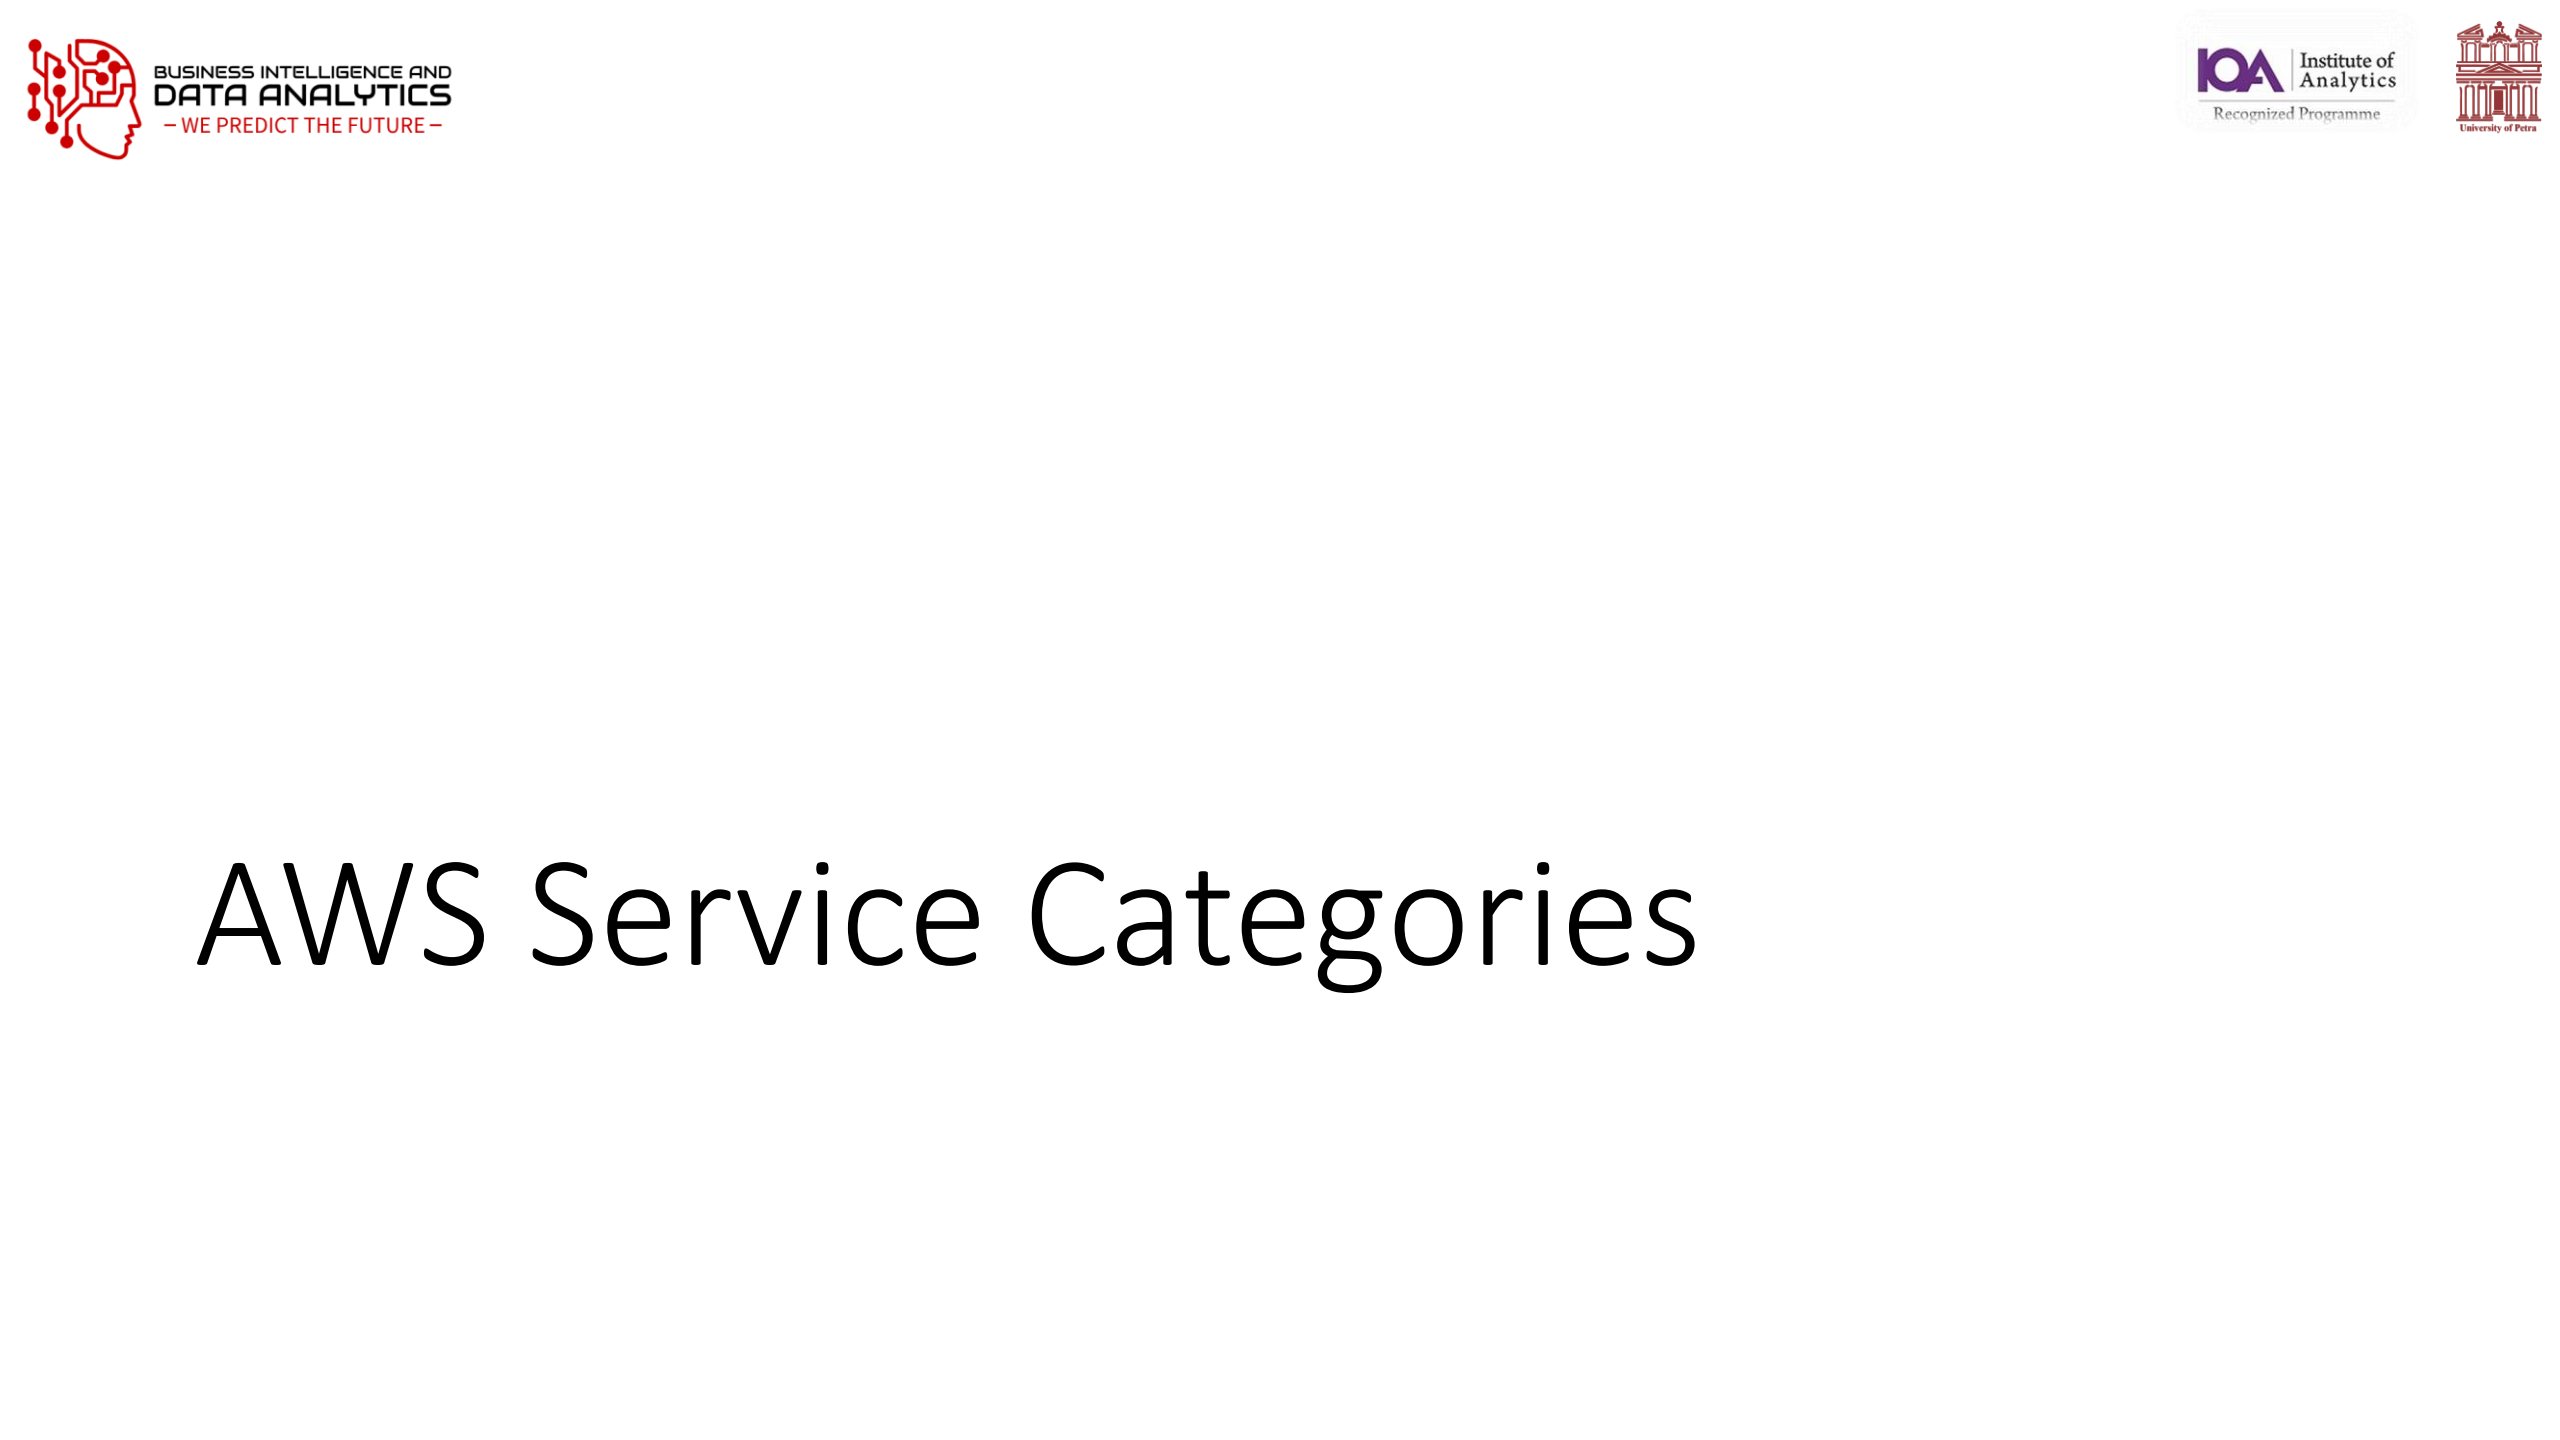 BUSINESS INTELLIGENCE AND
DATA ANALYTICS
– WE PREDICT THE FUTURE –
IOA
Institute of
Analytics
Recognized Programme
University of Petra
AWS Service Categories